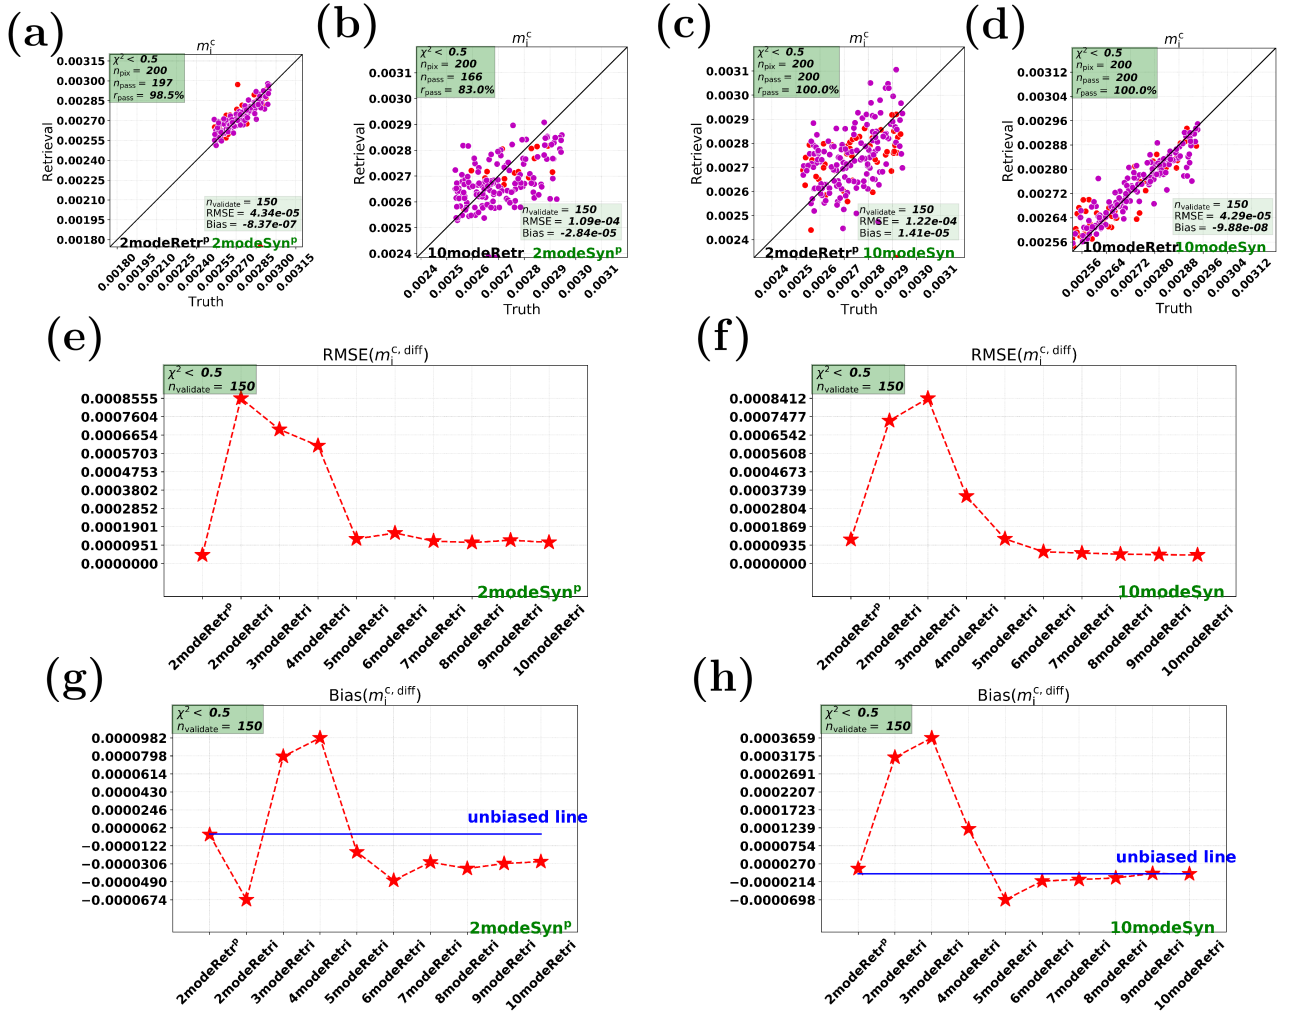 (a)
m_i^c
χ² < 0.5
n_pix = 200
n_pass = 197
r_pass = 98.5%
Retrieval
0.00315
0.00300
0.00285
0.00270
0.00255
0.00240
0.00225
0.00210
0.00195
0.00180
n_validate = 150
RMSE = 4.34e-05
Bias = -8.37e-07
2modeRetr^p 2modeSyn^p
0.00180 0.00195 0.00210 0.00225 0.00240 0.00255 0.00270 0.00285 0.00300 0.00315
Truth
(b)
m_i^c
χ² < 0.5
n_pix = 200
n_pass = 166
r_pass = 83.0%
Retrieval
0.0031
0.0030
0.0029
0.0028
0.0027
0.0026
0.0025
0.0024
n_validate = 150
RMSE = 1.09e-04
Bias = -2.84e-05
10modeRetr 2modeSyn^p
0.0024 0.0025 0.0026 0.0027 0.0028 0.0029 0.0030 0.0031
Truth
(c)
m_i^c
χ² < 0.5
n_pix = 200
n_pass = 200
r_pass = 100.0%
Retrieval
0.0031
0.0030
0.0029
0.0028
0.0027
0.0026
0.0025
0.0024
n_validate = 150
RMSE = 1.22e-04
Bias = 1.41e-05
2modeRetr^p 10modeSyn
0.0024 0.0025 0.0026 0.0027 0.0028 0.0029 0.0030 0.0031
Truth
(d)
m_i^c
χ² < 0.5
n_pix = 200
n_pass = 200
r_pass = 100.0%
Retrieval
0.00312
0.00304
0.00296
0.00288
0.00280
0.00272
0.00264
0.00256
n_validate = 150
RMSE = 4.29e-05
Bias = -9.88e-08
10modeRetr 10modeSyn
0.00256 0.00264 0.00272 0.00280 0.00288 0.00296 0.00304 0.00312
Truth
(e)
RMSE(m_i^c, diff)
χ² < 0.5
n_validate = 150
0.0008555
0.0007604
0.0006654
0.0005703
0.0004753
0.0003802
0.0002852
0.0001901
0.0000951
0.0000000
2modeSyn^p
2modeRetr^p 2modeRetri 3modeRetri 4modeRetri 5modeRetri 6modeRetri 7modeRetri 8modeRetri 9modeRetri 10modeRetri
(f)
RMSE(m_i^c, diff)
χ² < 0.5
n_validate = 150
0.0008412
0.0007477
0.0006542
0.0005608
0.0004673
0.0003739
0.0002804
0.0001869
0.0000935
0.0000000
10modeSyn
2modeRetr^p 2modeRetri 3modeRetri 4modeRetri 5modeRetri 6modeRetri 7modeRetri 8modeRetri 9modeRetri 10modeRetri
(g)
Bias(m_i^c, diff)
χ² < 0.5
n_validate = 150
0.0000982
0.0000798
0.0000614
0.0000430
0.0000246
0.0000062
−0.0000122
−0.0000306
−0.0000490
−0.0000674
unbiased line
2modeSyn^p
2modeRetr^p 2modeRetri 3modeRetri 4modeRetri 5modeRetri 6modeRetri 7modeRetri 8modeRetri 9modeRetri 10modeRetri
(h)
Bias(m_i^c, diff)
χ² < 0.5
n_validate = 150
0.0003659
0.0003175
0.0002691
0.0002207
0.0001723
0.0001239
0.0000754
0.0000270
−0.0000214
−0.0000698
unbiased line
10modeSyn
2modeRetr^p 2modeRetri 3modeRetri 4modeRetri 5modeRetri 6modeRetri 7modeRetri 8modeRetri 9modeRetri 10modeRetri